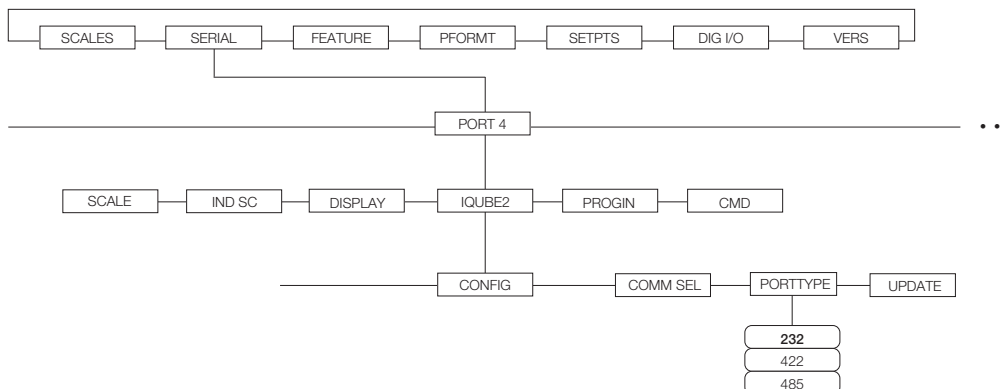 SCALES SERIAL FEATURE PFORMT SETPTS DIG I/O VERS
PORT 4
SCALE IND SC DISPLAY IQUBE2 PROGIN CMD
CONFIG COMM SEL PORTTYPE UPDATE
232
422
485